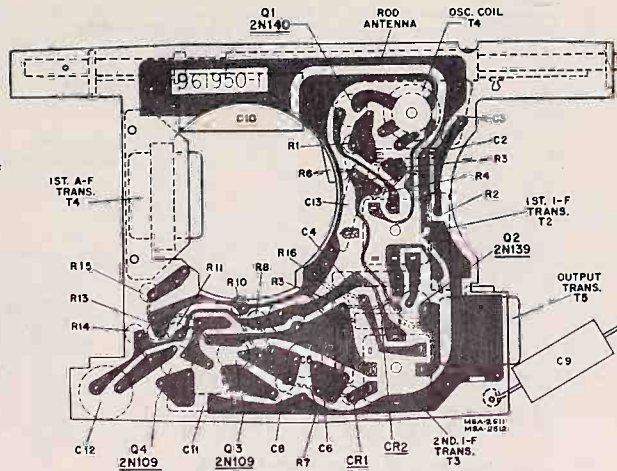 Q1
2N140
ROD
ANTENNA
OSC. COIL
T4
961950-1
C10
C3
C2
R1
R3
R6
R4
1ST. A-F
TRANS.
T4
C13
R2
1ST. I-F
TRANS.
T2
C4
Q2
2N139
R16
R15
R11
R10
R8
R3
R13
OUTPUT
TRANS.
T5
R14
C9
C12
Q4
2N109
C11
Q3
2N109
C8
C6
R7
CR1
CR2
2ND. I-F
TRANS.
T3
MSA-2511
MSA-2512